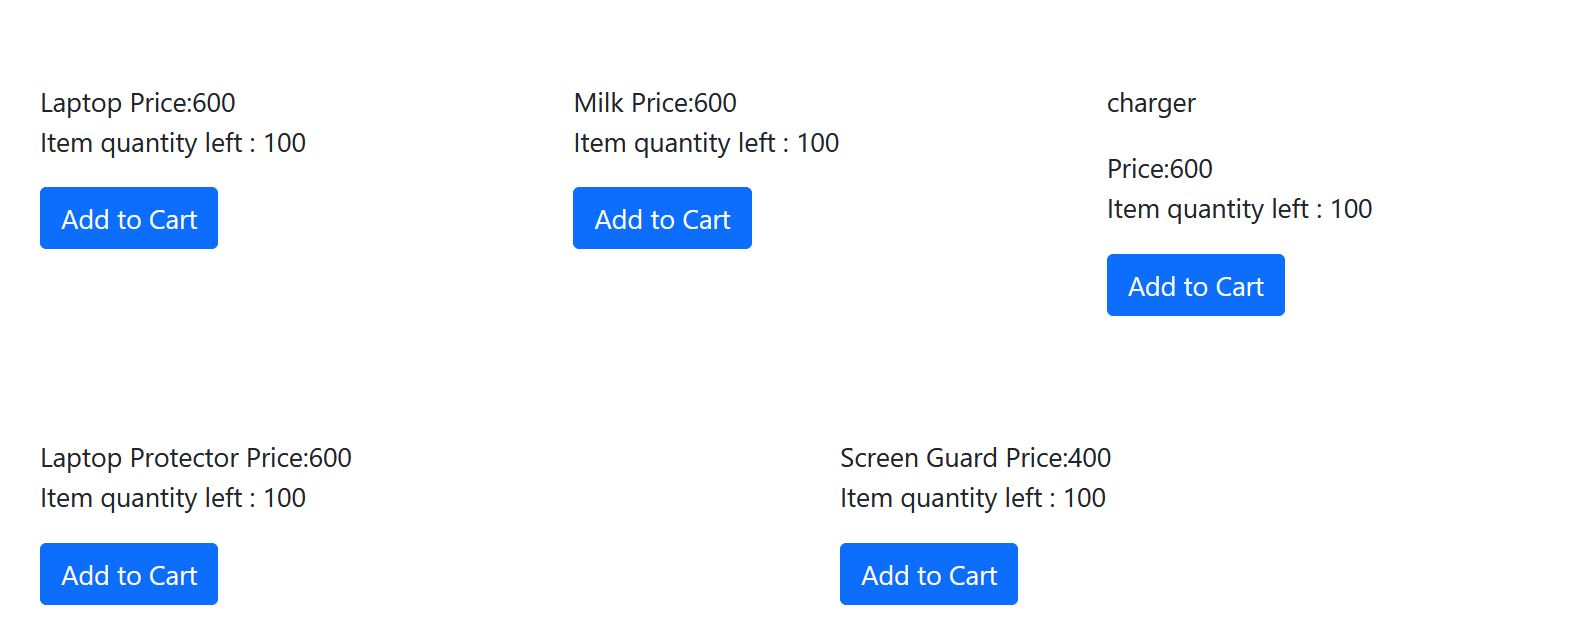 Laptop Price:600
Item quantity left : 100
Add to Cart
Milk Price:600
Item quantity left : 100
Add to Cart
charger
Price:600
Item quantity left : 100
Add to Cart
Laptop Protector Price:600
Item quantity left : 100
Add to Cart
Screen Guard Price:400
Item quantity left : 100
Add to Cart